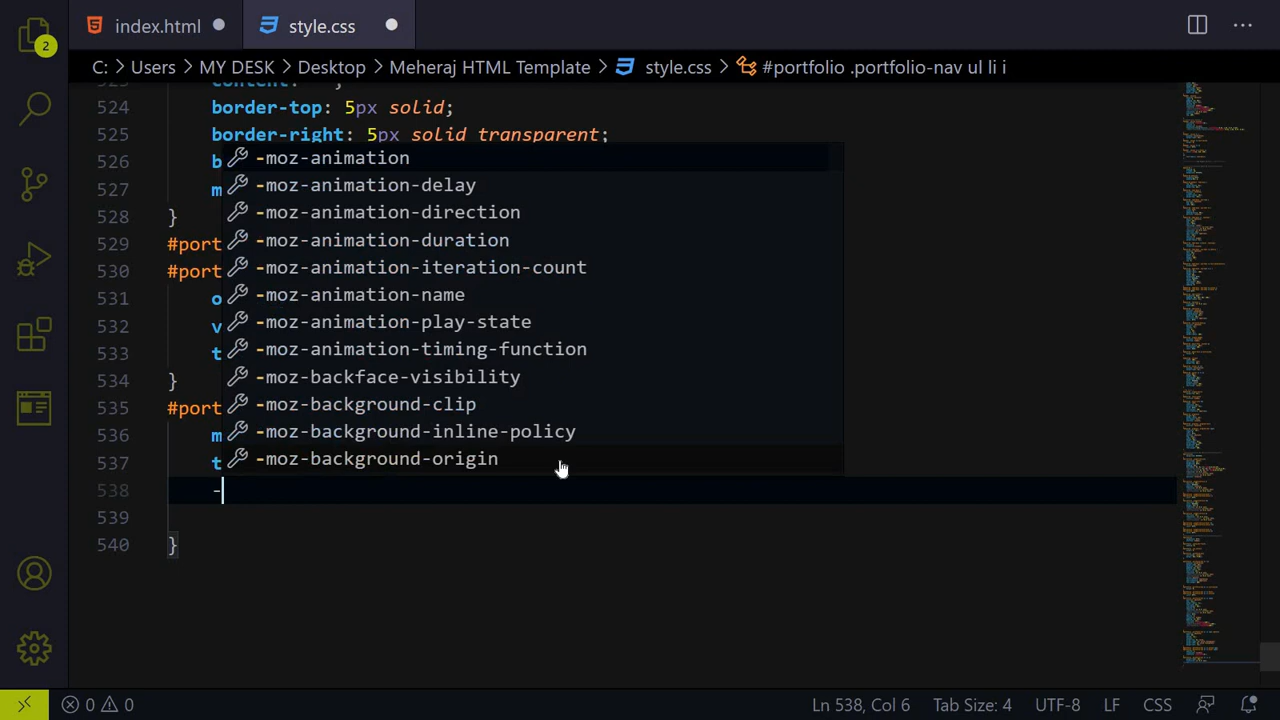 2
index.html
style.css
C: > Users > MY DESK > Desktop > Meheraj HTML Template > style.css > #portfolio .portfolio-nav ul li i
524 border-top: 5px solid;
525 border-right: 5px solid transparent;
526 b
-moz-animation
527 m
-moz-animation-delay
528 }
-moz-animation-direction
529 #port
-moz-animation-duration
530 #port
-moz-animation-iteration-count
531 o
-moz-animation-name
532 v
-moz-animation-play-state
533 t
-moz-animation-timing-function
534 }
-moz-backface-visibility
535 #port
-moz-background-clip
536 m
-moz-background-inline-policy
537 t
-moz-background-origin
538 -
539
540 }
0 0 Ln 538, Col 6 Tab Size: 4 UTF-8 LF CSS